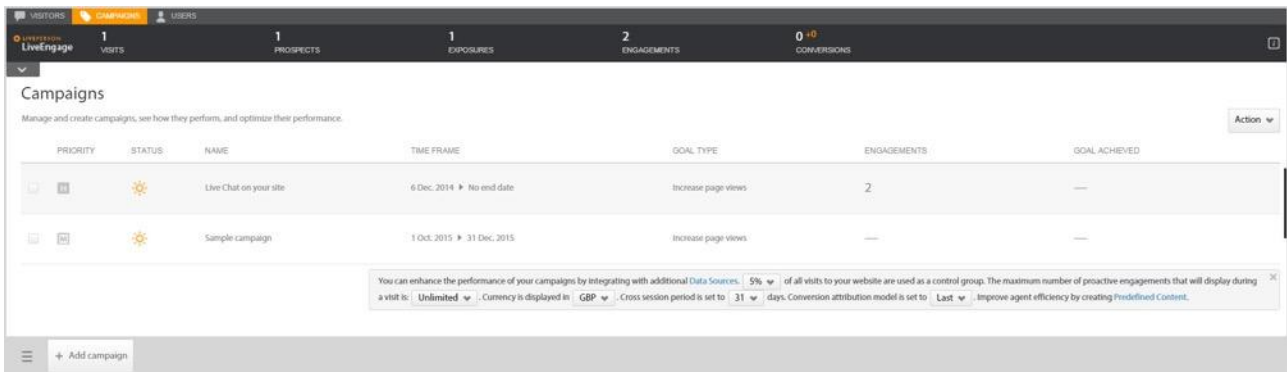 VISITORS CAMPAIGNS USERS
LIVEPERSON
LiveEngage
1 1 1 2 0 +0
VISITS PROSPECTS EXPOSURES ENGAGEMENTS CONVERSIONS
Campaigns
Manage and create campaigns, see how they perform, and optimize their performance.
Action
PRIORITY STATUS NAME TIME FRAME GOAL TYPE ENGAGEMENTS GOAL ACHIEVED
H Live Chat on your site 6 Dec. 2014 No end date Increase page views 2 —
M Sample campaign 1 Oct. 2015 31 Dec. 2015 Increase page views — —
You can enhance the performance of your campaigns by integrating with additional Data Sources. 5% of all visits to your website are used as a control group. The maximum number of proactive engagements that will display during
a visit is: Unlimited . Currency is displayed in GBP . Cross session period is set to 31 days. Conversion attribution model is set to Last . Improve agent efficiency by creating Predefined Content.
+ Add campaign